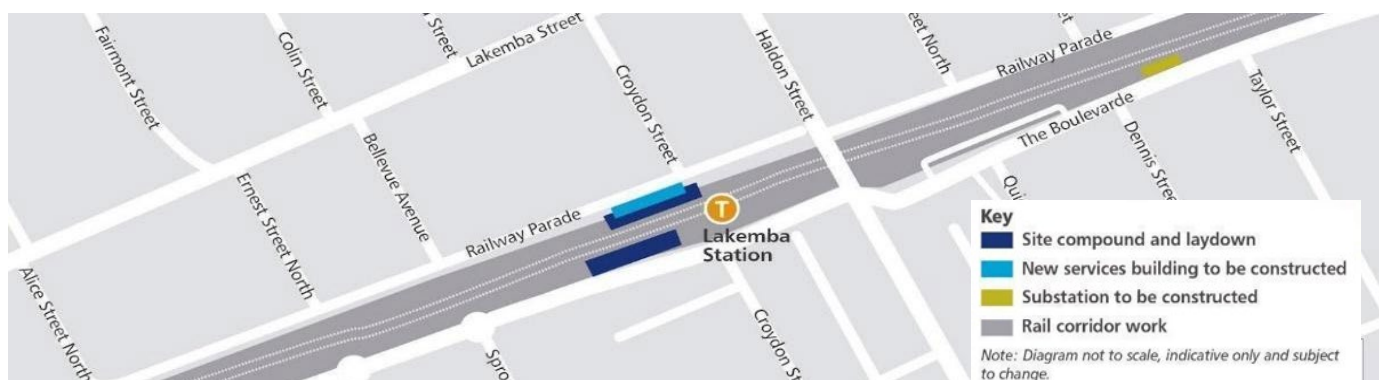 Fairmont Street
Colin Street
Street
Lakemba Street
Croydon Street
Haldon Street
North
Railway Parade
The Boulevarde
Dennis Street
Taylor Street
Bellevue Avenue
Ernest Street North
Railway Parade
Alice Street North
T
Lakemba
Station
Croydon St
Key
Site compound and laydown
New services building to be constructed
Substation to be constructed
Rail corridor work
Note: Diagram not to scale, indicative only and subject
to change.